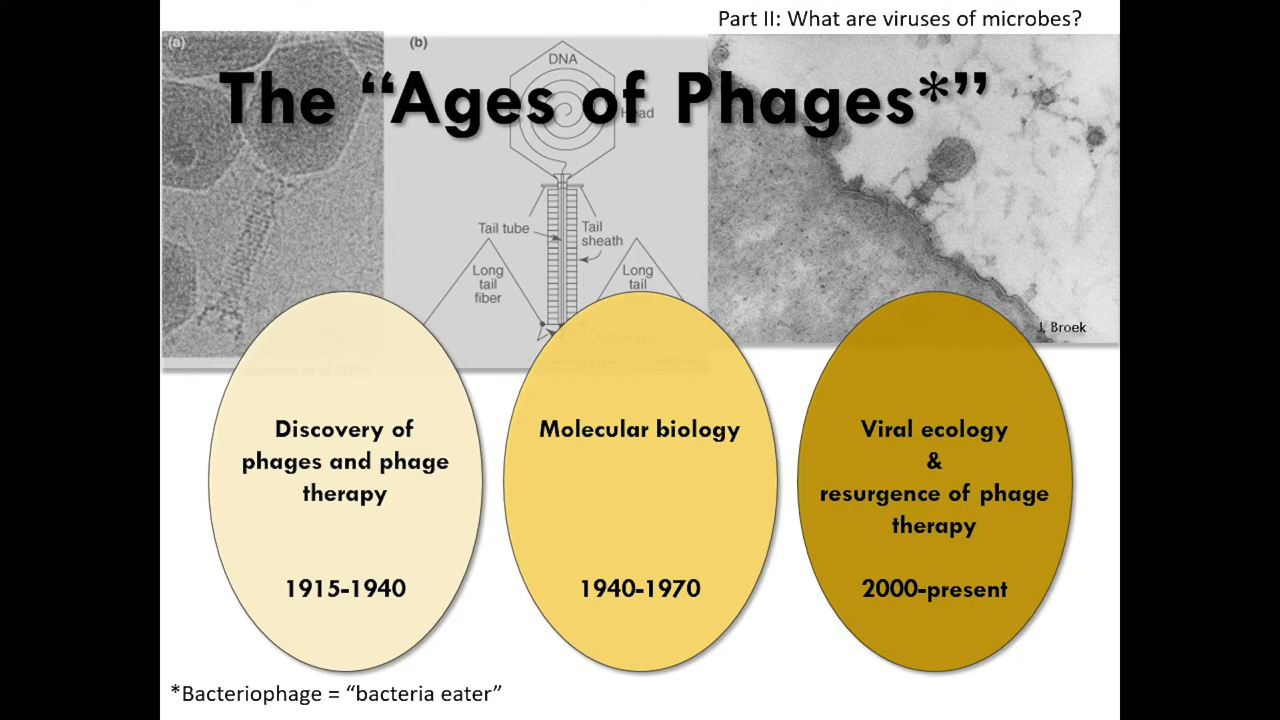 Part II: What are viruses of microbes?
(a)
(b)
The “Ages of Phages*”
DNA
Head
Tail tube
Tail
sheath
Long
tail
fiber
Long
tail
J. Broek
Discovery of
phages and phage
therapy
1915-1940
Molecular biology
1940-1970
Viral ecology
&
resurgence of phage
therapy
2000-present
*Bacteriophage = “bacteria eater”